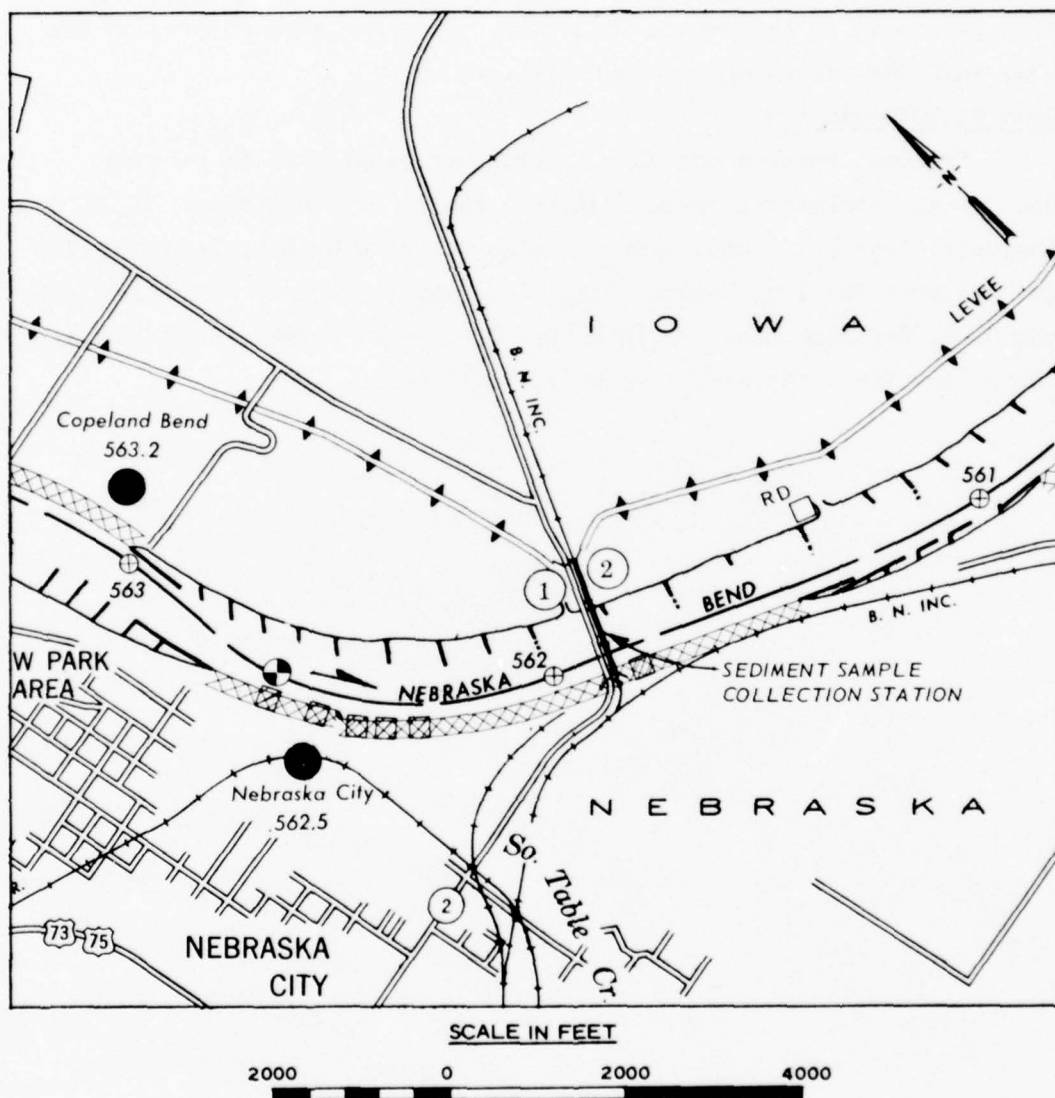 N
I O W A
LEVEE
B. N. INC.
Copeland Bend
563.2
RD
561
1
2
563
BEND
B. N. INC.
562
W PARK
AREA
NEBRASKA
SEDIMENT SAMPLE
COLLECTION STATION
Nebraska City
562.5
N E B R A S K A
So. Table Cr.
R.
2
73
75
NEBRASKA
CITY
SCALE IN FEET
2000 0 2000 4000